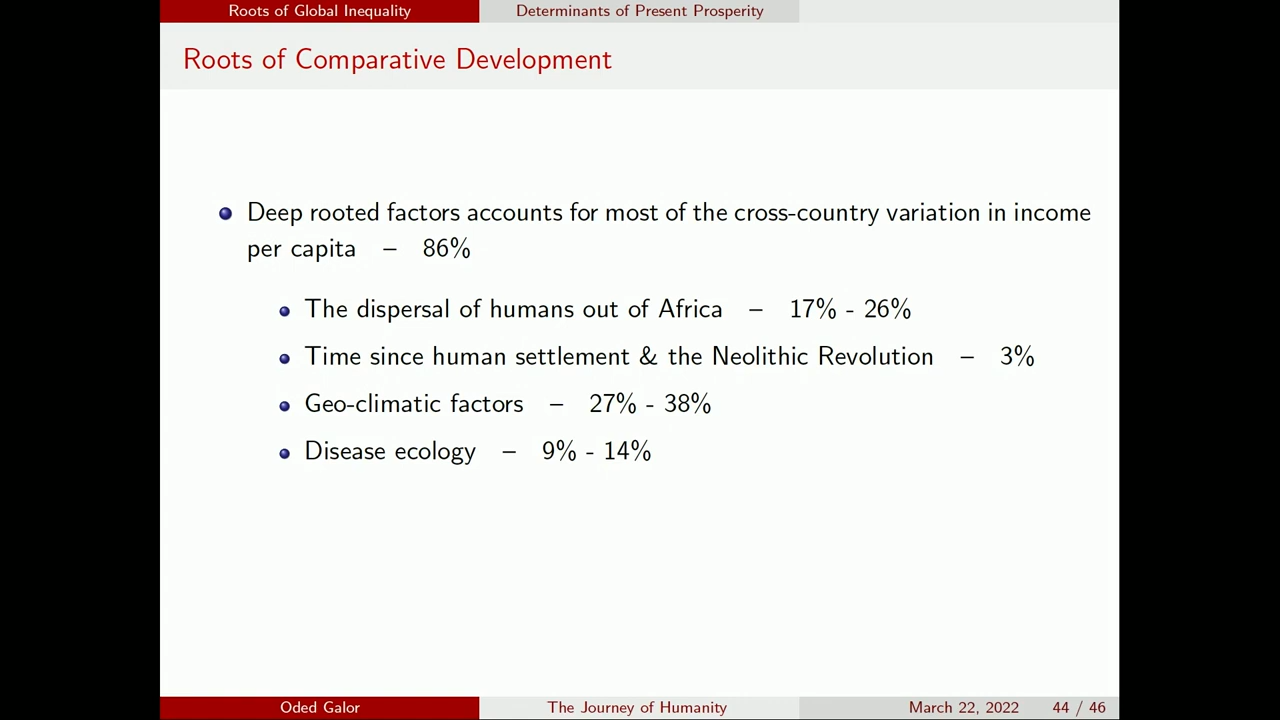 Roots of Global Inequality
Determinants of Present Prosperity
Roots of Comparative Development
Deep rooted factors accounts for most of the cross-country variation in income
per capita – 86%
The dispersal of humans out of Africa – 17% - 26%
Time since human settlement & the Neolithic Revolution – 3%
Geo-climatic factors – 27% - 38%
Disease ecology – 9% - 14%
Oded Galor
The Journey of Humanity
March 22, 2022 44 / 46